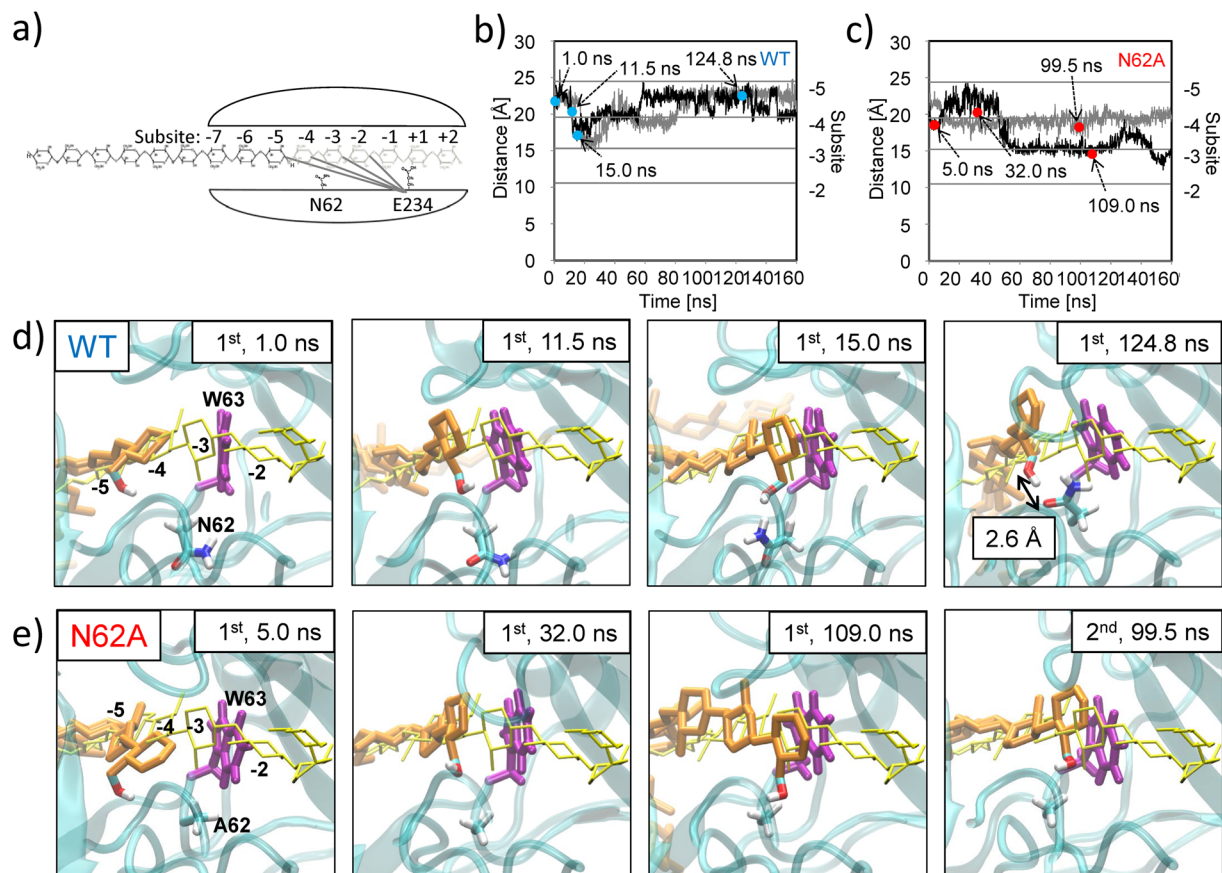 a)
Subsite: -7 -6 -5 -4 -3 -2 -1 +1 +2
N62 E234
b)
WT
30
25
20
15
10
5
0
Distance [Å]
1.0 ns
11.5 ns
124.8 ns
15.0 ns
-5
-4
-3
-2
Subsite
0 20 40 60 80 100 120 140 160
Time [ns]
c)
N62A
30
25
20
15
10
5
0
Distance [Å]
99.5 ns
5.0 ns
32.0 ns
109.0 ns
-5
-4
-3
-2
Subsite
0 20 40 60 80 100 120 140 160
Time [ns]
d)
WT
1st, 1.0 ns
W63
-3
-4
-2
-5
N62
1st, 11.5 ns
1st, 15.0 ns
1st, 124.8 ns
2.6 Å
e)
N62A
1st, 5.0 ns
W63
-5
-4
-3
-2
A62
1st, 32.0 ns
1st, 109.0 ns
2nd, 99.5 ns